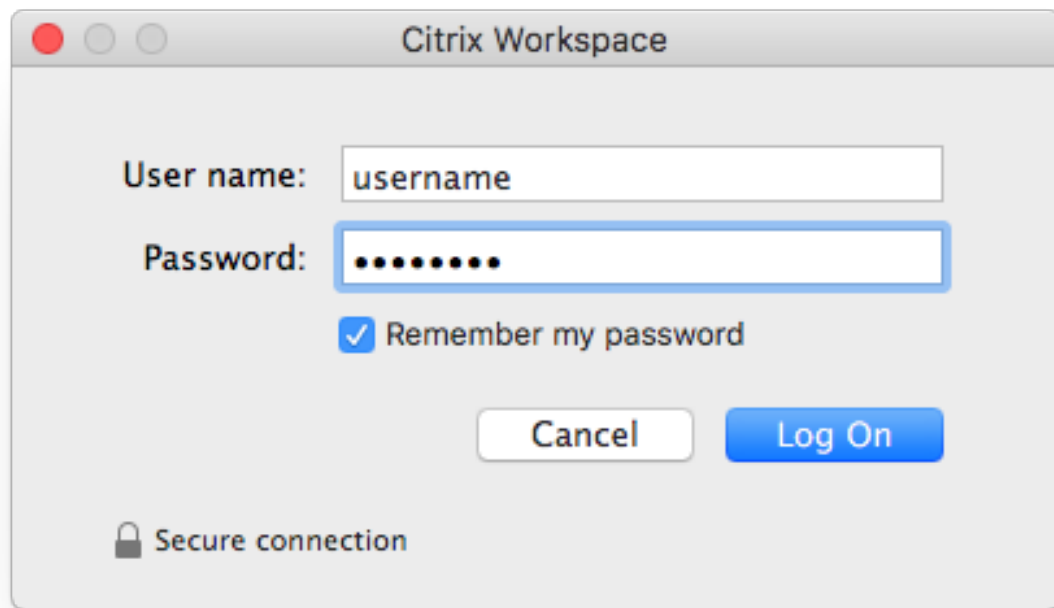 Citrix Workspace
User name: username
Password: ••••••••
Remember my password
Cancel Log On
Secure connection